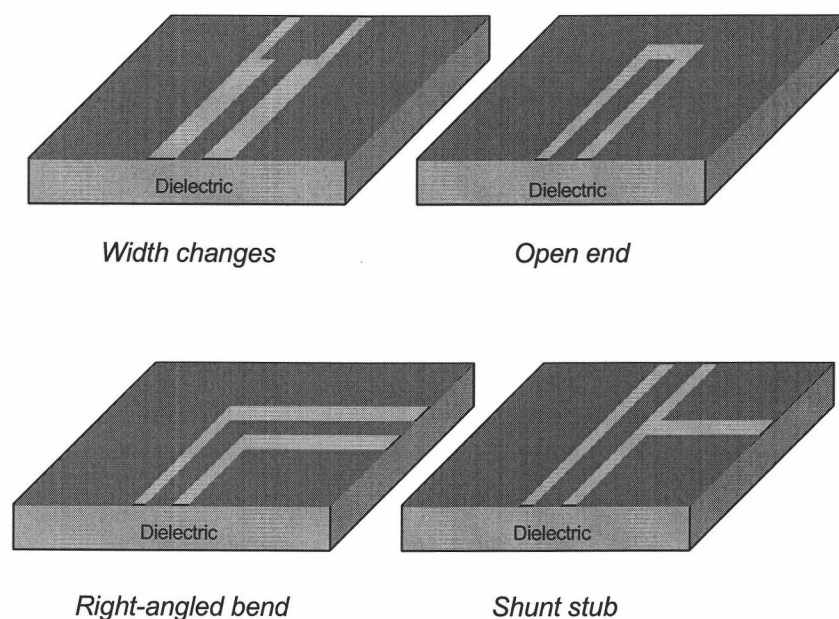 Dielectric
Dielectric
Width changes
Open end
Dielectric
Dielectric
Right-angled bend
Shunt stub